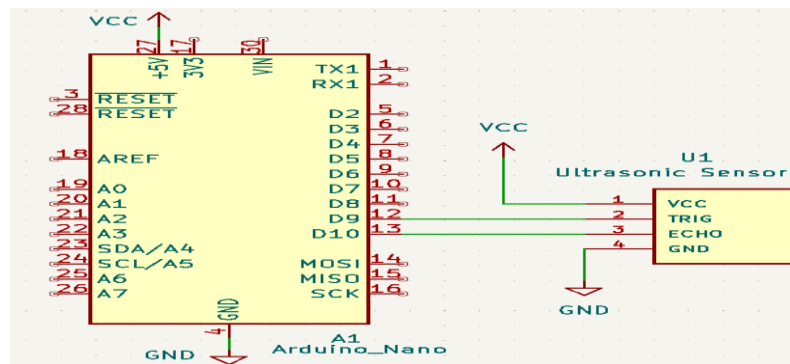 VCC
27
17
30
+5V
3V3
VIN
TX1 1
RX1 2
3 RESET
28 RESET
D2 5
D3 6
D4 7
18 AREF
D5 8
D6 9
19 A0
D7 10
20 A1
D8 11
21 A2
D9 12
22 A3
D10 13
23 SDA/A4
24 SCL/A5
MOSI 14
25 A6
MISO 15
26 A7
SCK 16
GND
4
GND
A1
Arduino_Nano
VCC
U1
Ultrasonic Sensor
1 VCC
2 TRIG
3 ECHO
4 GND
GND